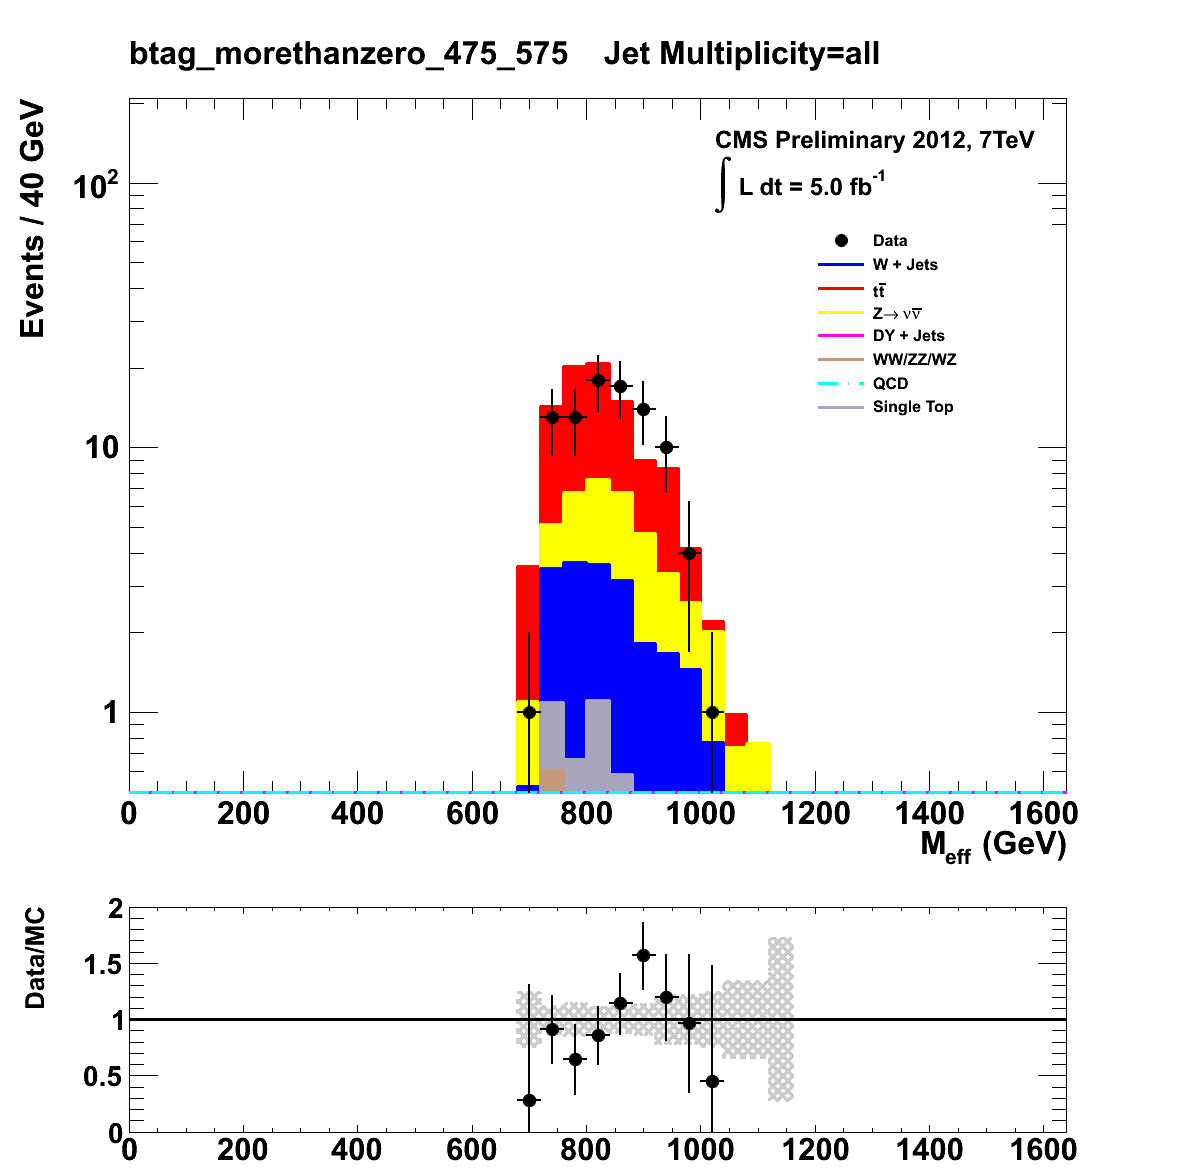 btag_morethanzero_475_575 Jet Multiplicity=all
Events / 40 GeV
CMS Preliminary 2012, 7TeV
∫ L dt = 5.0 fb⁻¹
Data
W + Jets
tt̅
Z→ νν̅
DY + Jets
WW/ZZ/WZ
QCD
Single Top
10²
10
1
0 200 400 600 800 1000 1200 1400 1600
M_eff (GeV)
Data/MC
2
1.5
1
0.5
0
0 200 400 600 800 1000 1200 1400 1600